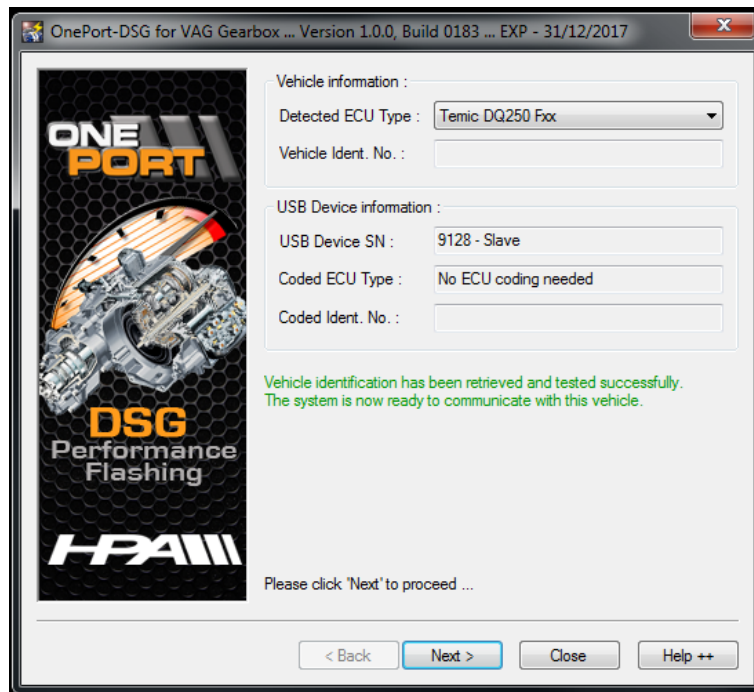 OnePort-DSG for VAG Gearbox ... Version 1.0.0, Build 0183 ... EXP - 31/12/2017
ONE
PORT
DSG
Performance
Flashing
HPA
Vehicle information :
Detected ECU Type : Temic DQ250 Fxx
Vehicle Ident. No. :
USB Device information :
USB Device SN : 9128 - Slave
Coded ECU Type : No ECU coding needed
Coded Ident. No. :
Vehicle identification has been retrieved and tested successfully.
The system is now ready to communicate with this vehicle.
Please click 'Next' to proceed ...
< Back Next > Close Help ++